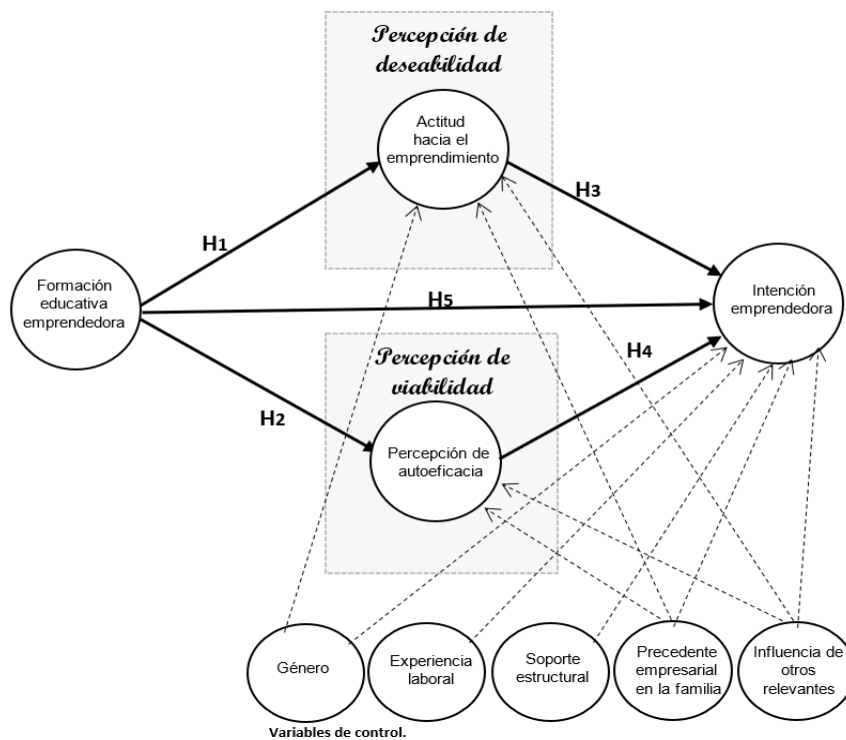 Percepción de
deseabilidad
Actitud
hacia el
emprendimiento
H3
H1
Formación
educativa
emprendedora
H5
Intención
emprendedora
Percepción de
viabilidad
H4
H2
Percepción de
autoeficacia
Género
Experiencia
laboral
Soporte
estructural
Precedente
empresarial
en la familia
Influencia de
otros
relevantes
Variables de control.